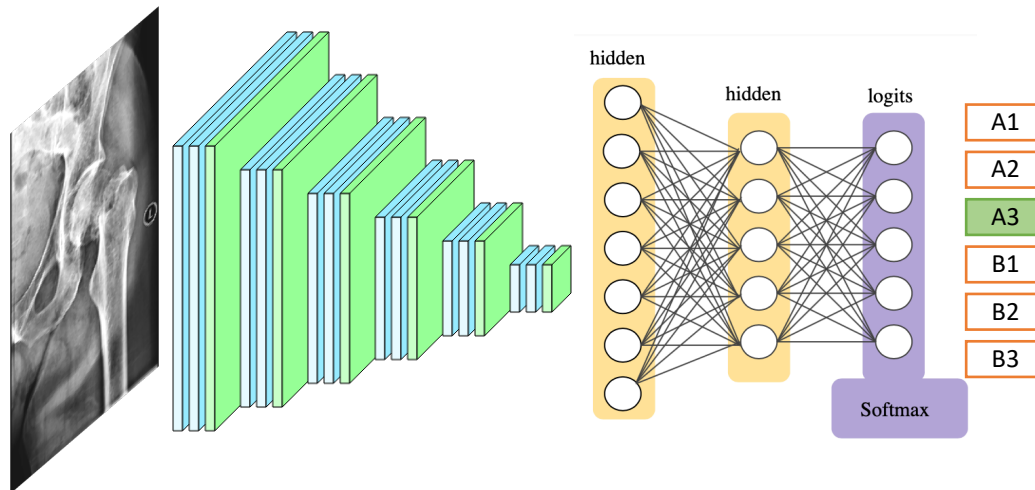 hidden
hidden
logits
A1
A2
A3
B1
B2
B3
Softmax
L